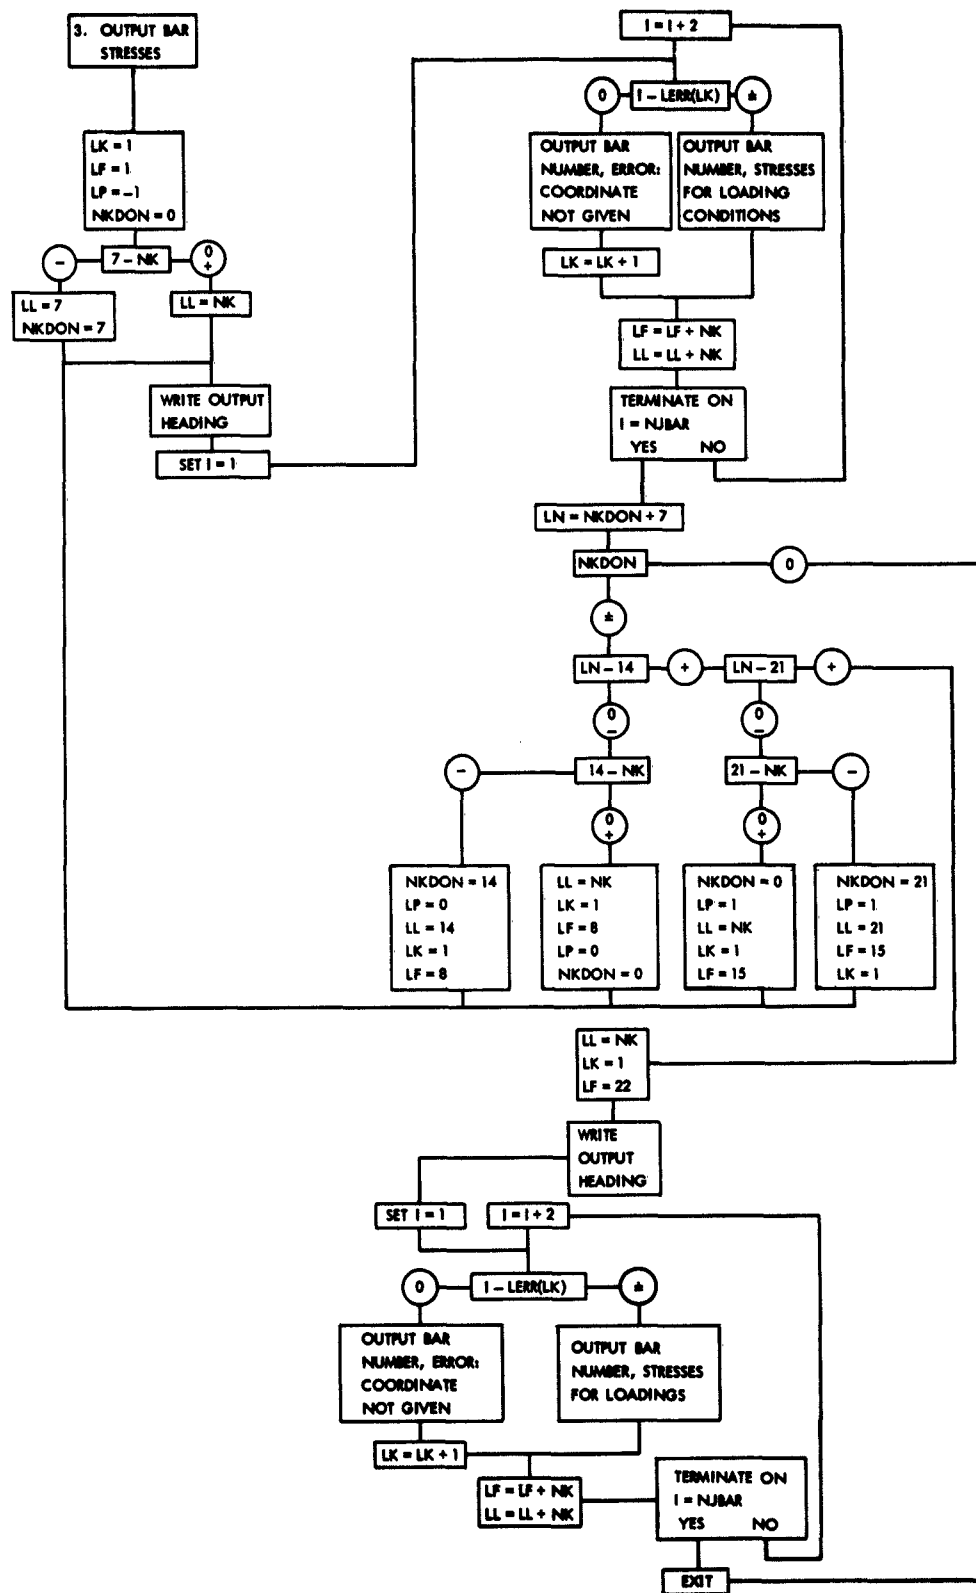 3. OUTPUT BAR
STRESSES
LK = 1
LF = 1
LP = -1
NKDON = 0
-
7 - NK
0
+
LL = 7
NKDON = 7
LL = NK
WRITE OUTPUT
HEADING
SET I = 1
I = I + 2
0
I - LERR(LK)
±
OUTPUT BAR
NUMBER, ERROR:
COORDINATE
NOT GIVEN
OUTPUT BAR
NUMBER, STRESSES
FOR LOADING
CONDITIONS
LK = LK + 1
LF = LF + NK
LL = LL + NK
TERMINATE ON
I = NJBAR
YES NO
LN = NKDON + 7
NKDON
0
±
LN - 14
+
LN - 21
+
0
-
0
-
-
14 - NK
21 - NK
-
0
+
0
+
NKDON = 14
LP = 0
LL = 14
LK = 1
LF = 8
LL = NK
LK = 1
LF = 8
LP = 0
NKDON = 0
NKDON = 0
LP = 1
LL = NK
LK = 1
LF = 15
NKDON = 21
LP = 1
LL = 21
LF = 15
LK = 1
LL = NK
LK = 1
LF = 22
WRITE
OUTPUT
HEADING
SET I = 1
I = I + 2
0
I - LERR(LK)
±
OUTPUT BAR
NUMBER, ERROR:
COORDINATE
NOT GIVEN
OUTPUT BAR
NUMBER, STRESSES
FOR LOADINGS
LK = LK + 1
LF = LF + NK
LL = LL + NK
TERMINATE ON
I = NJBAR
YES NO
EXIT